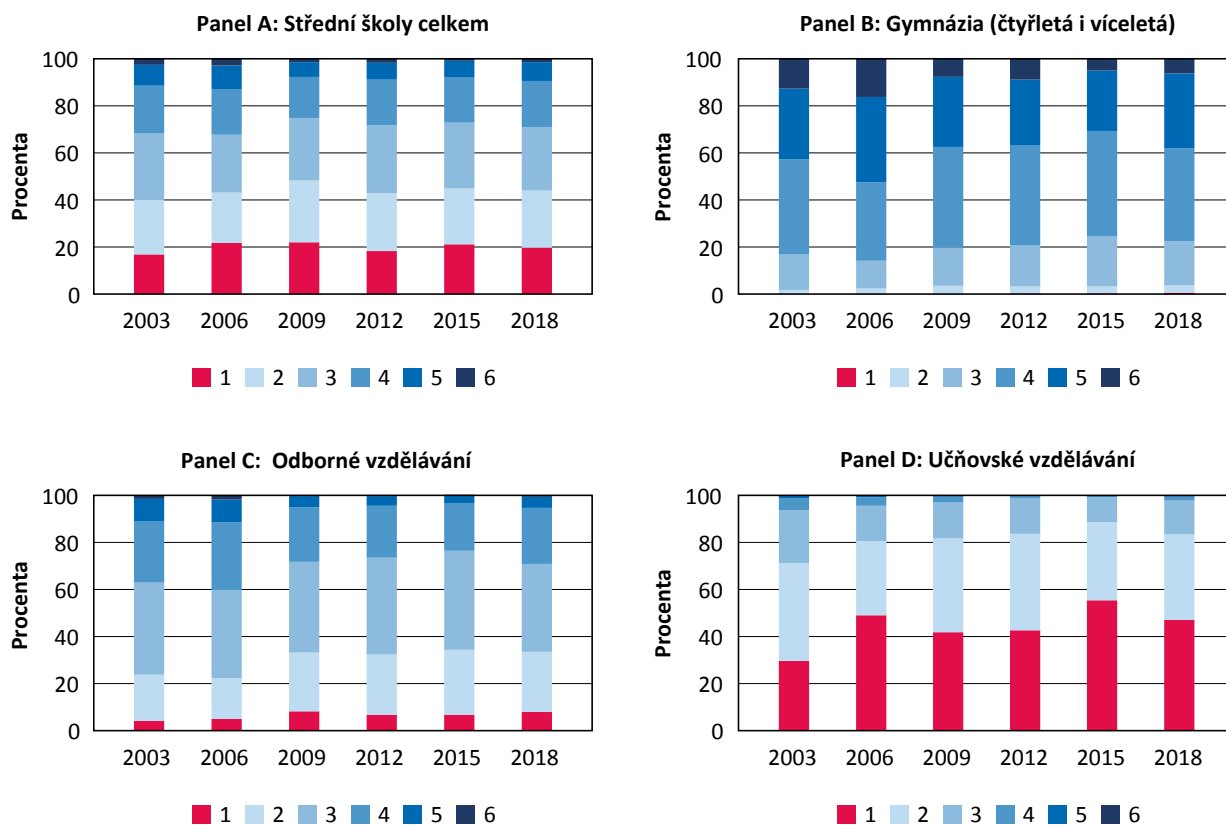 Panel A: Střední školy celkem
Procenta
100
80
60
40
20
0
2003 2006 2009 2012 2015 2018
1 2 3 4 5 6
Panel B: Gymnázia (čtyřletá i víceletá)
Procenta
100
80
60
40
20
0
2003 2006 2009 2012 2015 2018
1 2 3 4 5 6
Panel C: Odborné vzdělávání
Procenta
100
80
60
40
20
0
2003 2006 2009 2012 2015 2018
1 2 3 4 5 6
Panel D: Učňovské vzdělávání
Procenta
100
80
60
40
20
0
2003 2006 2009 2012 2015 2018
1 2 3 4 5 6